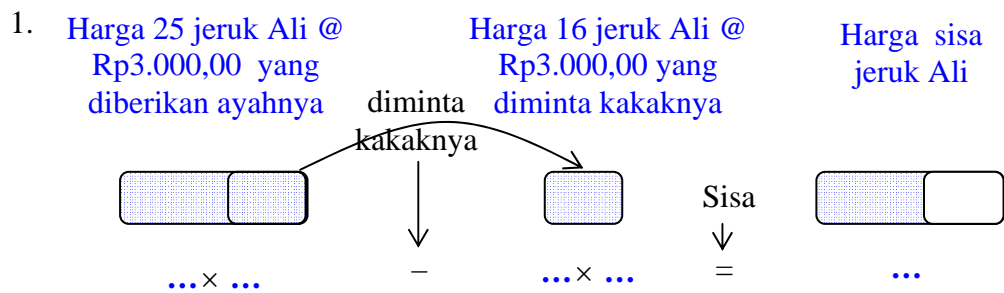 1.
Harga 25 jeruk Ali @
Rp3.000,00 yang
diberikan ayahnya
diminta
kakaknya
Harga 16 jeruk Ali @
Rp3.000,00 yang
diminta kakaknya
Harga sisa
jeruk Ali
Sisa
...× ... – ...× ... = ...